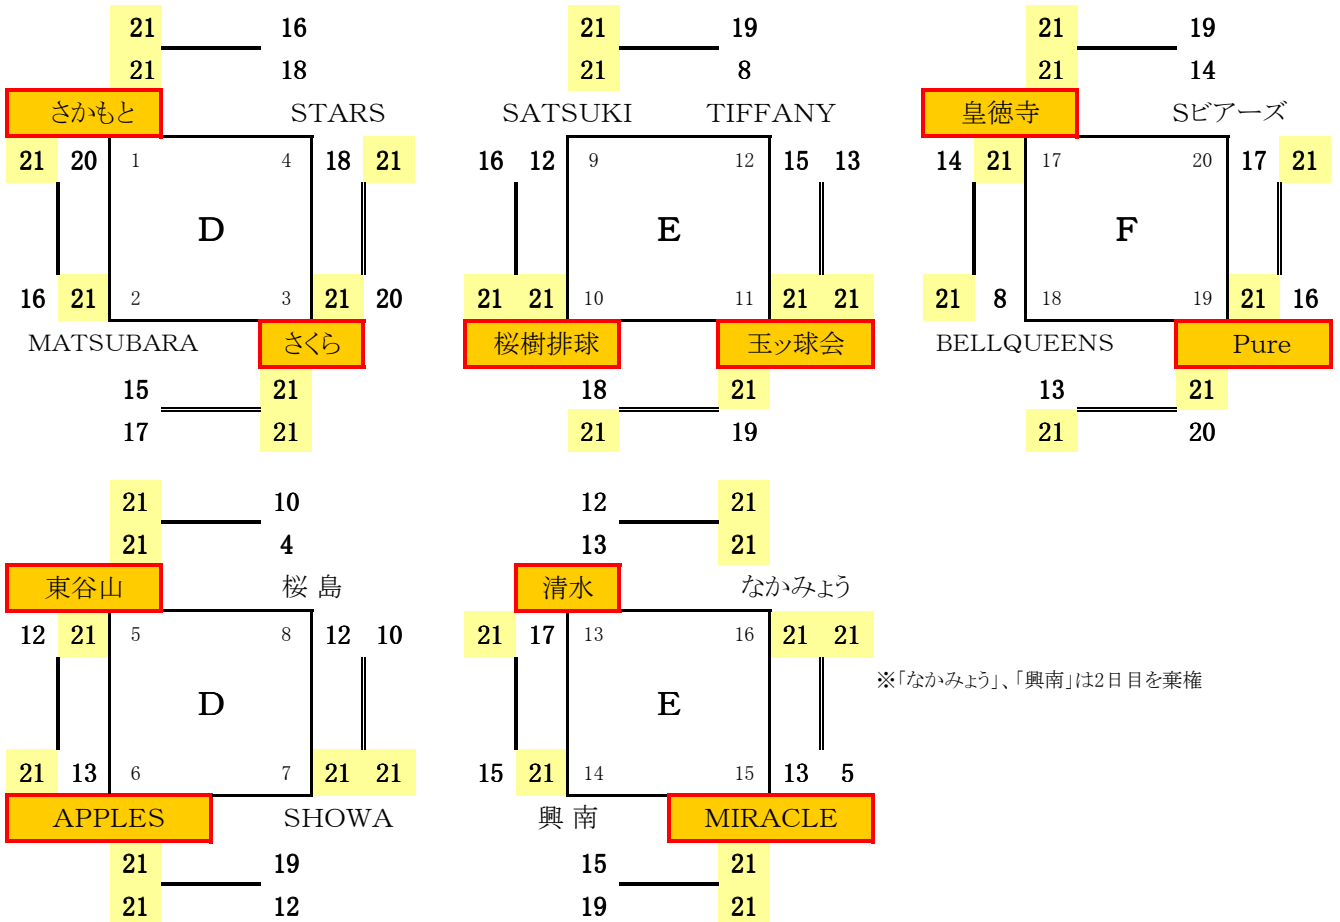 21 16 21 19 21 19
21 18 21 8 21 14
さかもと STARS SATSUKI TIFFANY 皇徳寺 Sビアーズ
21 20 1 4 18 21 16 12 9 12 15 13 14 21 17 20 17 21
D E F
16 21 2 3 21 20 21 21 10 11 21 21 21 8 18 19 21 16
MATSUBARA さくら 桜樹排球 玉ッ球会 BELLQUEENS Pure
15 21 18 21 13 21
17 21 21 19 21 20
21 10 12 21
21 4 13 21
東谷山 桜 島 清水 なかみょう
12 21 5 8 12 10 21 17 13 16 21 21
※「なかみょう」、「興南」は2日目を棄権
D E
21 13 6 7 21 21 15 21 14 15 13 5
APPLES SHOWA 興 南 MIRACLE
21 19 15 21
21 12 19 21